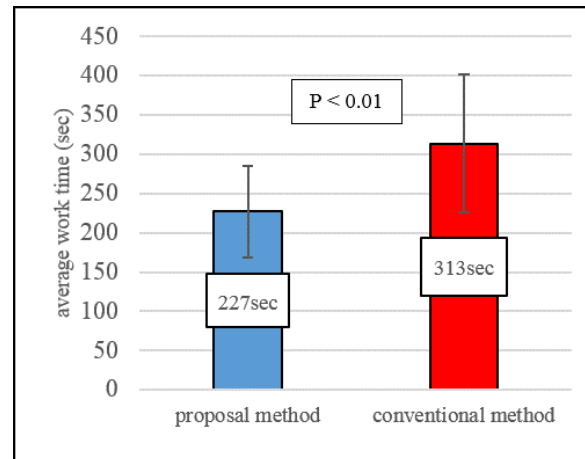 450
400
350
300
250
200
150
100
50
0
average work time (sec)
P < 0.01
227sec
313sec
proposal method
conventional method